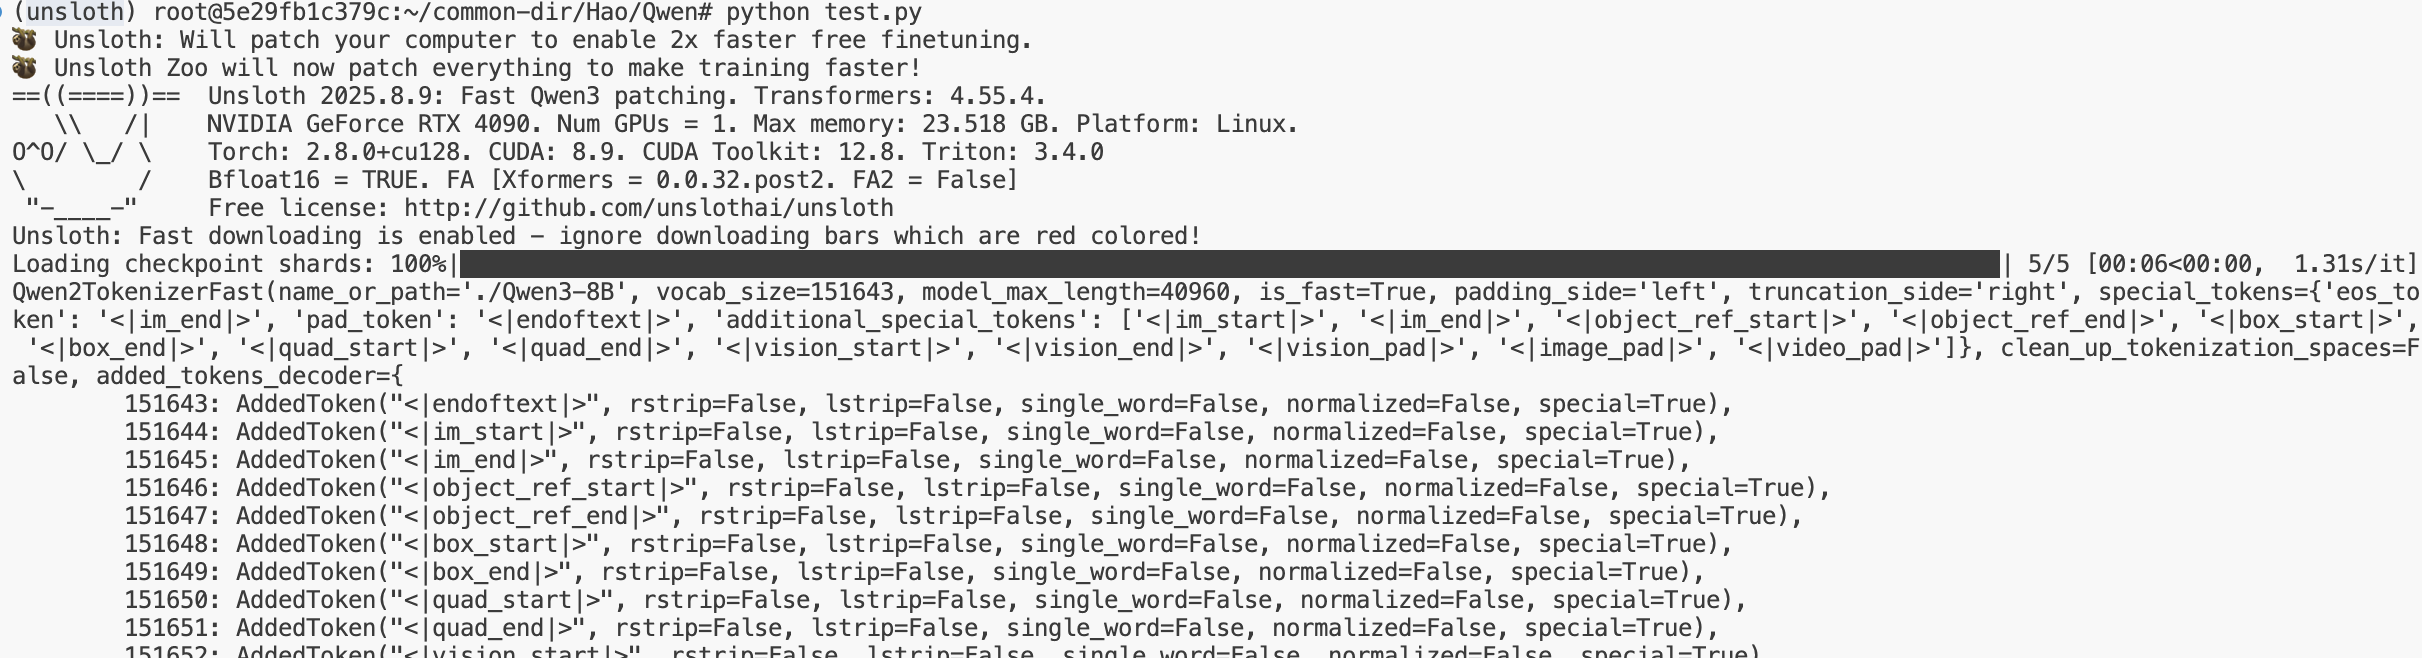 (unsloth) root@5e29fb1c379c:~/common-dir/Hao/Qwen# python test.py
🦥 Unsloth: Will patch your computer to enable 2x faster free finetuning.
🦥 Unsloth Zoo will now patch everything to make training faster!
==((====))==  Unsloth 2025.8.9: Fast Qwen3 patching. Transformers: 4.55.4.
   \\   /|    NVIDIA GeForce RTX 4090. Num GPUs = 1. Max memory: 23.518 GB. Platform: Linux.
O^O/ \_/ \    Torch: 2.8.0+cu128. CUDA: 8.9. CUDA Toolkit: 12.8. Triton: 3.4.0
\        /    Bfloat16 = TRUE. FA [Xformers = 0.0.32.post2. FA2 = False]
 "-____-"     Free license: http://github.com/unslothai/unsloth
Unsloth: Fast downloading is enabled - ignore downloading bars which are red colored!
Loading checkpoint shards: 100%|| 5/5 [00:06<00:00,  1.31s/it]
Qwen2TokenizerFast(name_or_path='./Qwen3-8B', vocab_size=151643, model_max_length=40960, is_fast=True, padding_side='left', truncation_side='right', special_tokens={'eos_to
ken': '<|im_end|>', 'pad_token': '<|endoftext|>', 'additional_special_tokens': ['<|im_start|>', '<|im_end|>', '<|object_ref_start|>', '<|object_ref_end|>', '<|box_start|>',
 '<|box_end|>', '<|quad_start|>', '<|quad_end|>', '<|vision_start|>', '<|vision_end|>', '<|vision_pad|>', '<|image_pad|>', '<|video_pad|>']}, clean_up_tokenization_spaces=F
alse, added_tokens_decoder={
        151643: AddedToken("<|endoftext|>", rstrip=False, lstrip=False, single_word=False, normalized=False, special=True),
        151644: AddedToken("<|im_start|>", rstrip=False, lstrip=False, single_word=False, normalized=False, special=True),
        151645: AddedToken("<|im_end|>", rstrip=False, lstrip=False, single_word=False, normalized=False, special=True),
        151646: AddedToken("<|object_ref_start|>", rstrip=False, lstrip=False, single_word=False, normalized=False, special=True),
        151647: AddedToken("<|object_ref_end|>", rstrip=False, lstrip=False, single_word=False, normalized=False, special=True),
        151648: AddedToken("<|box_start|>", rstrip=False, lstrip=False, single_word=False, normalized=False, special=True),
        151649: AddedToken("<|box_end|>", rstrip=False, lstrip=False, single_word=False, normalized=False, special=True),
        151650: AddedToken("<|quad_start|>", rstrip=False, lstrip=False, single_word=False, normalized=False, special=True),
        151651: AddedToken("<|quad_end|>", rstrip=False, lstrip=False, single_word=False, normalized=False, special=True),
        151652: AddedToken("<|vision_start|>", rstrip=False, lstrip=False, single_word=False, normalized=False, special=True)